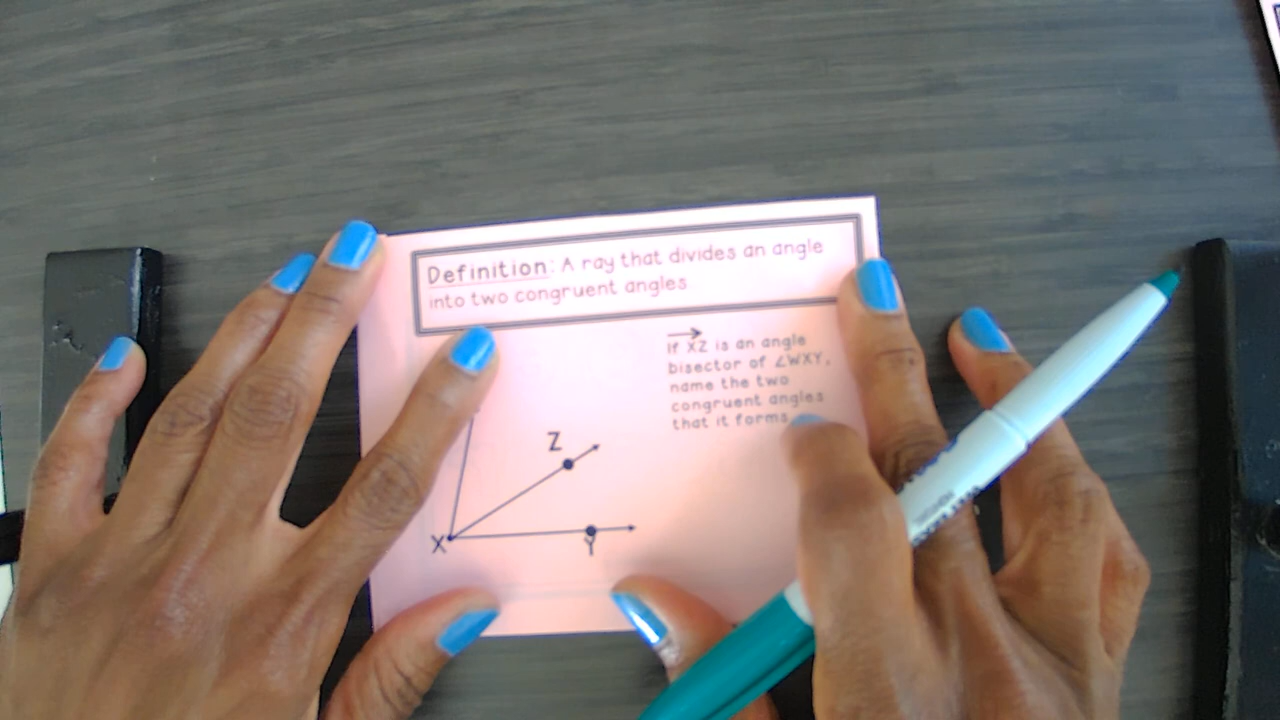 Definition: A ray that divides an angle
into two congruent angles
If XZ is an angle
bisector of ∠WXY,
name the two
congruent angles
that it forms.
Z
X
Y